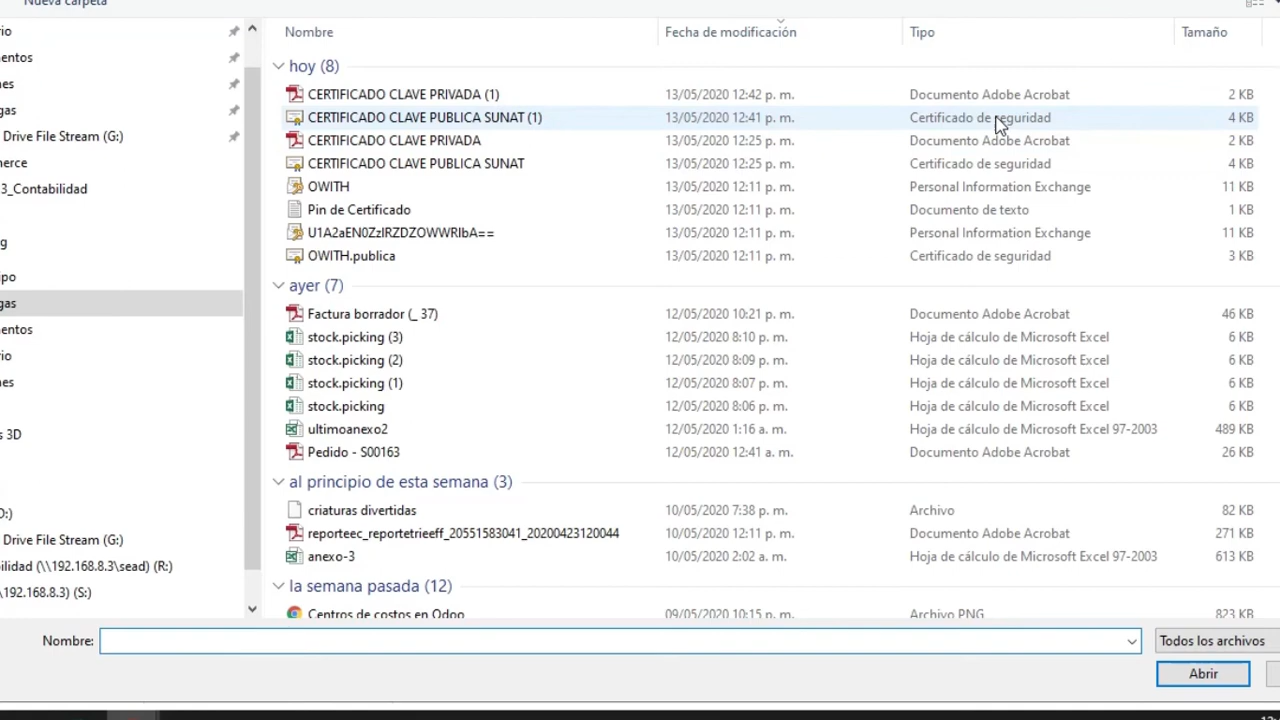 Nueva carpeta
Nombre Fecha de modificación Tipo Tamaño
hoy (8)
CERTIFICADO CLAVE PRIVADA (1) 13/05/2020 12:42 p. m. Documento Adobe Acrobat 2 KB
CERTIFICADO CLAVE PUBLICA SUNAT (1) 13/05/2020 12:41 p. m. Certificado de seguridad 4 KB
CERTIFICADO CLAVE PRIVADA 13/05/2020 12:25 p. m. Documento Adobe Acrobat 2 KB
CERTIFICADO CLAVE PUBLICA SUNAT 13/05/2020 12:25 p. m. Certificado de seguridad 4 KB
OWITH 13/05/2020 12:11 p. m. Personal Information Exchange 11 KB
Pin de Certificado 13/05/2020 12:11 p. m. Documento de texto 1 KB
13/05/2020 12:11 p. m. Personal Information Exchange 11 KB
OWITH.publica 13/05/2020 12:11 p. m. Certificado de seguridad 3 KB
ayer (7)
Factura borrador (_ 37) 12/05/2020 10:21 p. m. Documento Adobe Acrobat 46 KB
stock.picking (3) 12/05/2020 8:10 p. m. Hoja de cálculo de Microsoft Excel 6 KB
stock.picking (2) 12/05/2020 8:09 p. m. Hoja de cálculo de Microsoft Excel 6 KB
stock.picking (1) 12/05/2020 8:07 p. m. Hoja de cálculo de Microsoft Excel 6 KB
stock.picking 12/05/2020 8:06 p. m. Hoja de cálculo de Microsoft Excel 6 KB
ultimoanexo2 12/05/2020 1:16 a. m. Hoja de cálculo de Microsoft Excel 97-2003 489 KB
Pedido - S00163 12/05/2020 12:41 a. m. Documento Adobe Acrobat 26 KB
al principio de esta semana (3)
criaturas divertidas 10/05/2020 7:38 p. m. Archivo 82 KB
reporteec_reportetrieeff_20551583041_20200423120044 10/05/2020 12:11 p. m. Documento Adobe Acrobat 271 KB
anexo-3 10/05/2020 2:02 a. m. Hoja de cálculo de Microsoft Excel 97-2003 613 KB
la semana pasada (12)
Centros de costos en Odoo 09/05/2020 10:15 p. m. Archivo PNG 823 KB
io
entos
es
gas
Drive File Stream (G:)
erce
3_Contabilidad
g
ipo
gas
entos
io
es
s 3D
D:)
Drive File Stream (G:)
ilidad (\\192.168.8.3\sead) (R:)
\192.168.8.3) (S:)
Nombre: Todos los archivos
Abrir